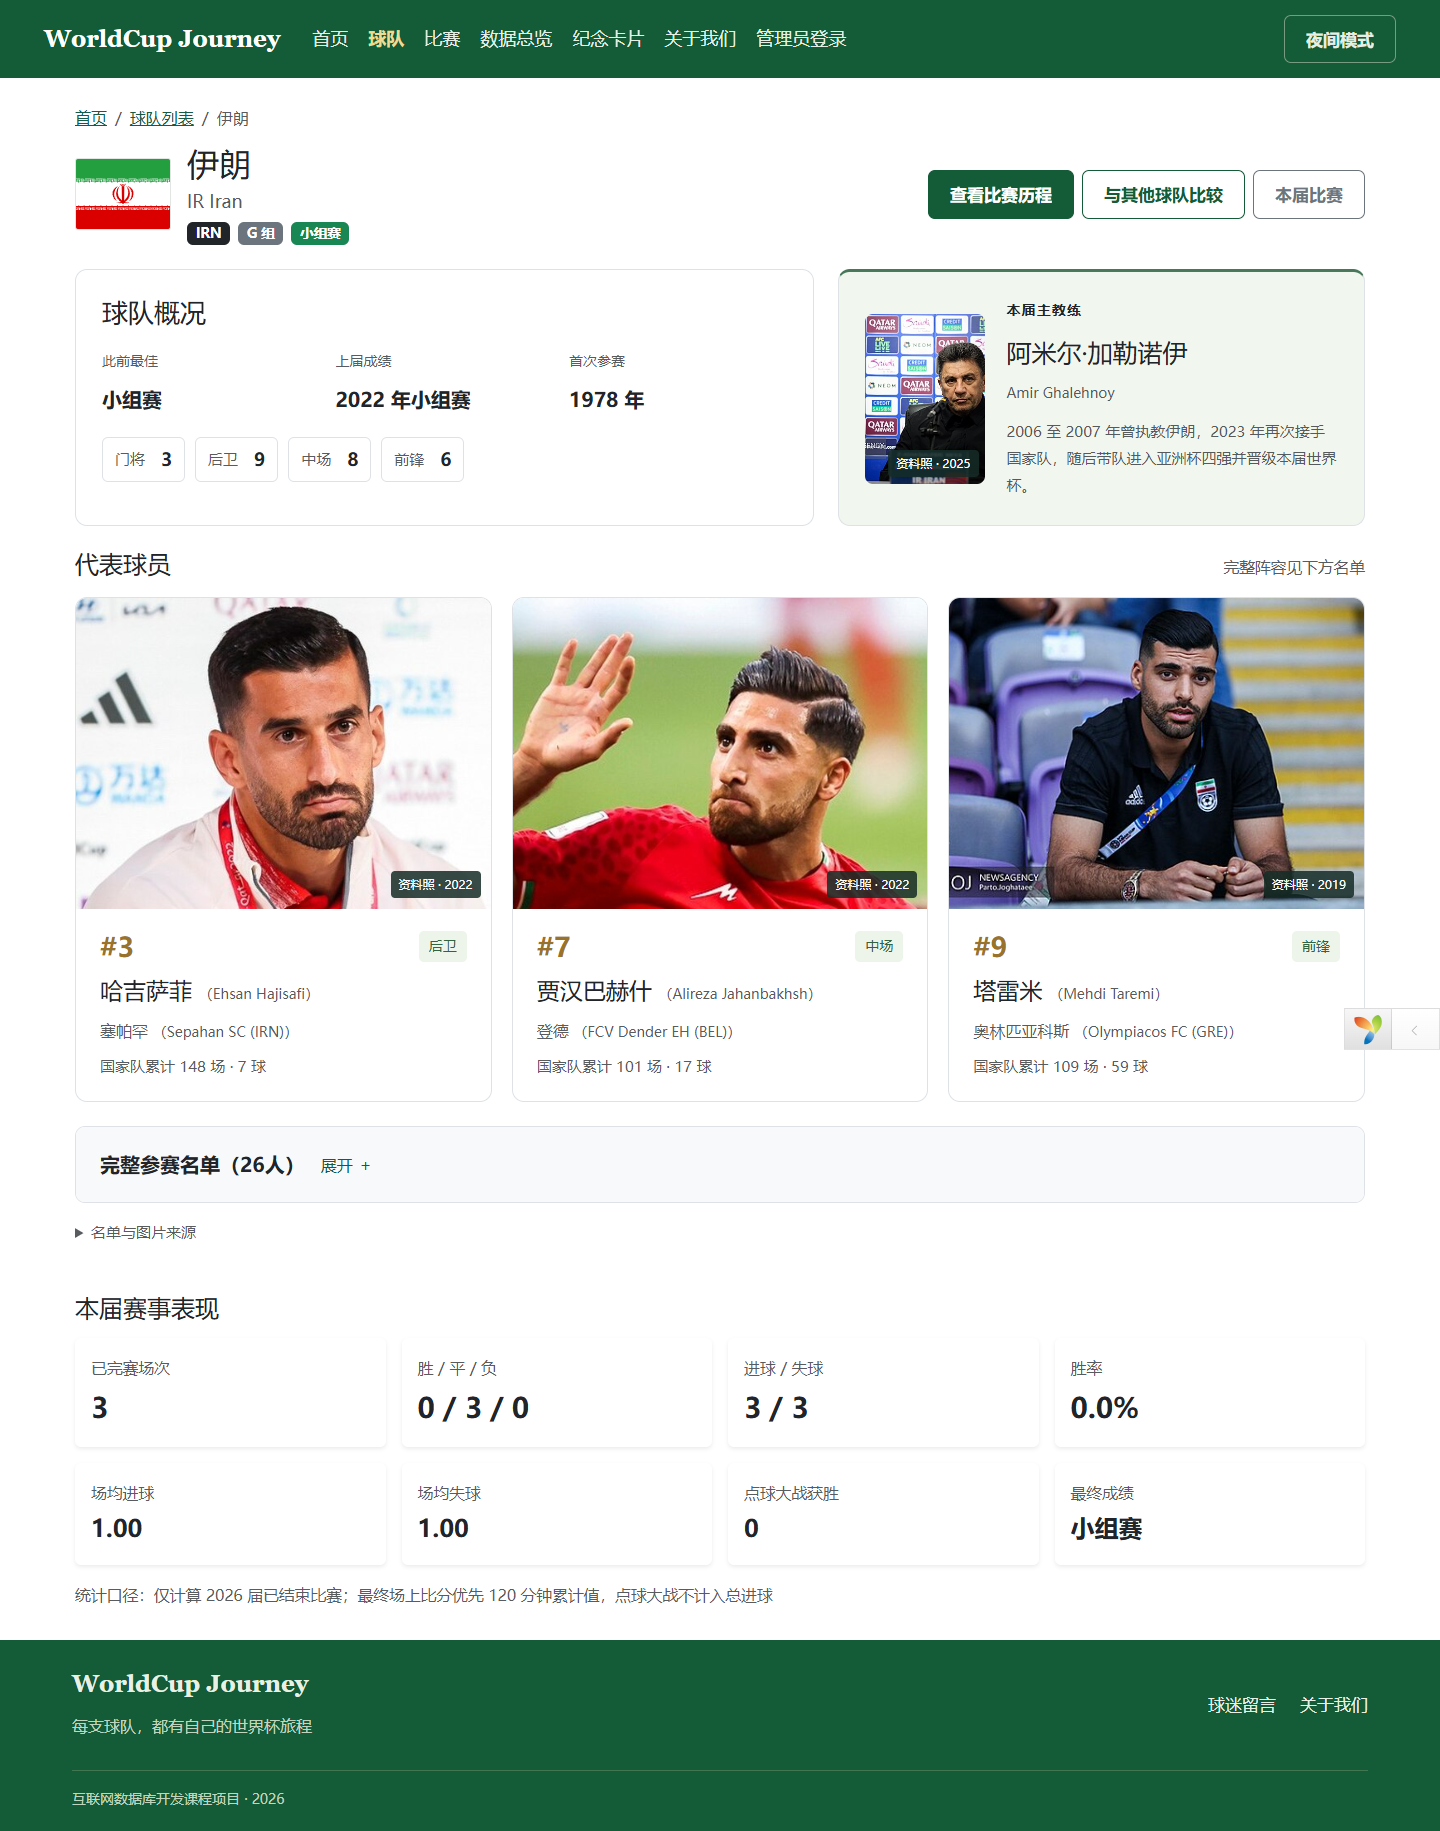 WorldCup Journey 首页 球队 比赛 数据总览 纪念卡片 关于我们 管理员登录 夜间模式
首页 / 球队列表 / 伊朗
伊朗
IR Iran
IRN G 组 小组赛
查看比赛历程 与其他球队比较 本届比赛
球队概况
此前最佳 上届成绩 首次参赛
小组赛 2022 年小组赛 1978 年
门将 3 后卫 9 中场 8 前锋 6
资料照 · 2025
本届主教练
阿米尔·加勒诺伊
Amir Ghalehnoy
2006 至 2007 年曾执教伊朗，2023 年再次接手
国家队，随后带队进入亚洲杯四强并晋级本届世界
杯。
代表球员 完整阵容见下方名单
资料照 · 2022
#3 后卫
哈吉萨菲 （Ehsan Hajisafi）
塞帕罕 （Sepahan SC (IRN)）
国家队累计 148 场 · 7 球
资料照 · 2022
#7 中场
贾汉巴赫什 （Alireza Jahanbakhsh）
登德 （FCV Dender EH (BEL)）
国家队累计 101 场 · 17 球
adidas
OJ NEWSAGENCY
Parto.Joghataee
资料照 · 2019
#9 前锋
塔雷米 （Mehdi Taremi）
奥林匹亚科斯 （Olympiacos FC (GRE)）
国家队累计 109 场 · 59 球
完整参赛名单（26人） 展开 +
名单与图片来源
本届赛事表现
已完赛场次 胜 / 平 / 负 进球 / 失球 胜率
3 0 / 3 / 0 3 / 3 0.0%
场均进球 场均失球 点球大战获胜 最终成绩
1.00 1.00 0 小组赛
统计口径：仅计算 2026 届已结束比赛；最终场上比分优先 120 分钟累计值，点球大战不计入总进球
WorldCup Journey
每支球队，都有自己的世界杯旅程
球迷留言 关于我们
互联网数据库开发课程项目 · 2026